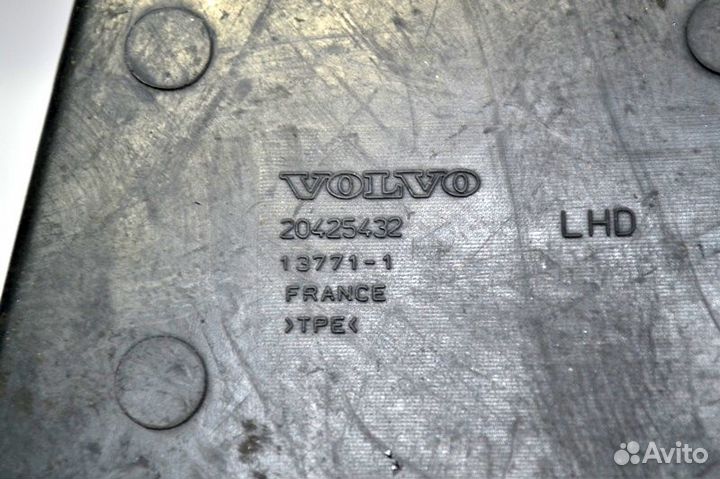 VOLVO
20425432
LHD
13771-1
FRANCE
>TPE<
Avito